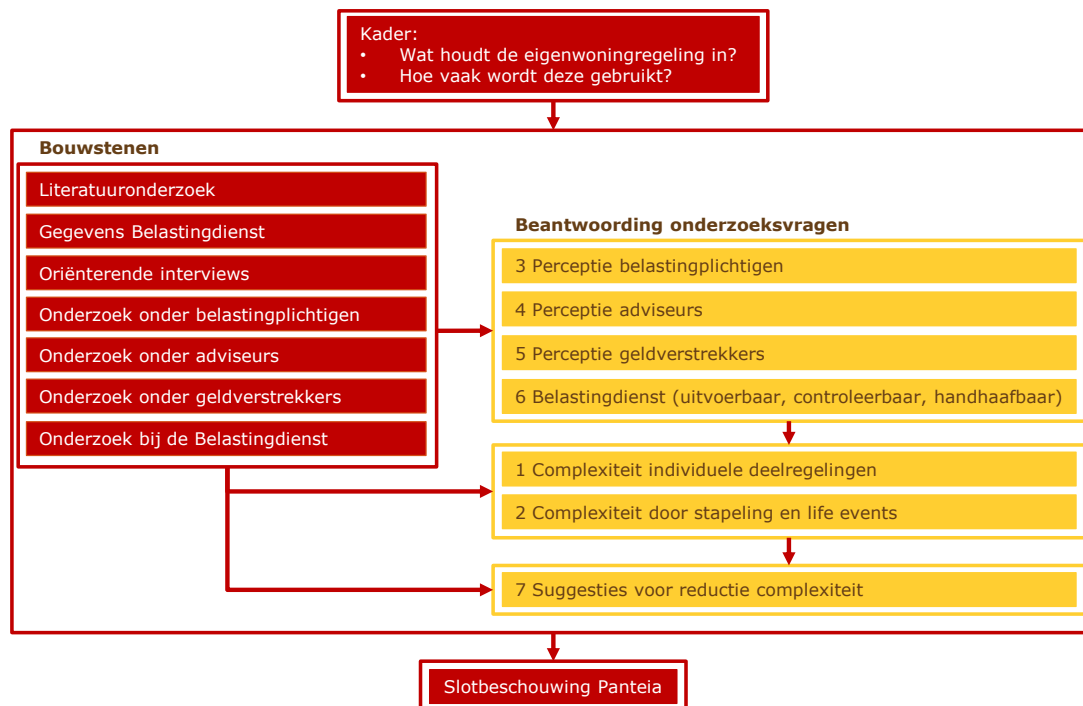 Kader:
• Wat houdt de eigenwoningregeling in?
• Hoe vaak wordt deze gebruikt?
Bouwstenen
Literatuuronderzoek
Gegevens Belastingdienst
Oriënterende interviews
Onderzoek onder belastingplichtigen
Onderzoek onder adviseurs
Onderzoek onder geldverstrekkers
Onderzoek bij de Belastingdienst
Beantwoording onderzoeksvragen
3 Perceptie belastingplichtigen
4 Perceptie adviseurs
5 Perceptie geldverstrekkers
6 Belastingdienst (uitvoerbaar, controleerbaar, handhaafbaar)
1 Complexiteit individuele deelregelingen
2 Complexiteit door stapeling en life events
7 Suggesties voor reductie complexiteit
Slotbeschouwing Panteia